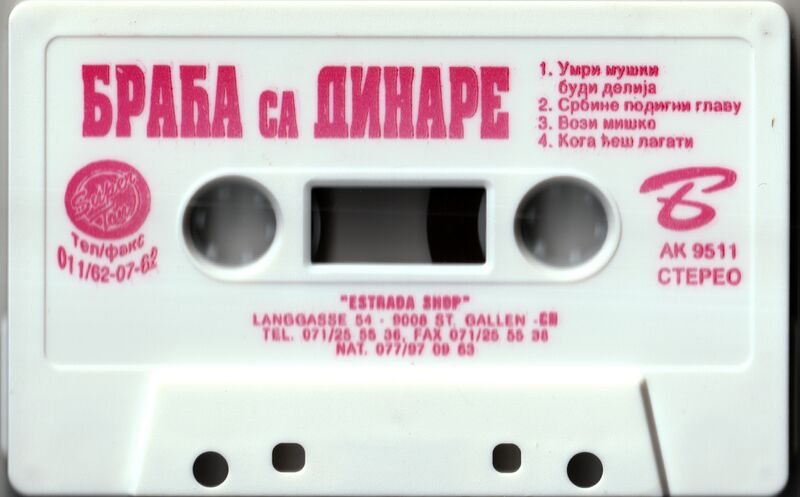 БРАЋА СА ДИНАРЕ
1. Умри мушки
буди делија
2. Србине подигни главу
3. Вози мишко
4. Кога ћеш лагати
Тел/факс
011/62-07-62
Б
АК 9511
СТЕРЕО
"ESTRADA SHOP"
LANGGASSE 54 - 9008 ST. GALLEN -CH
TEL. 071/25 55 36, FAX 071/25 55 38
NAT. 077/97 09 63